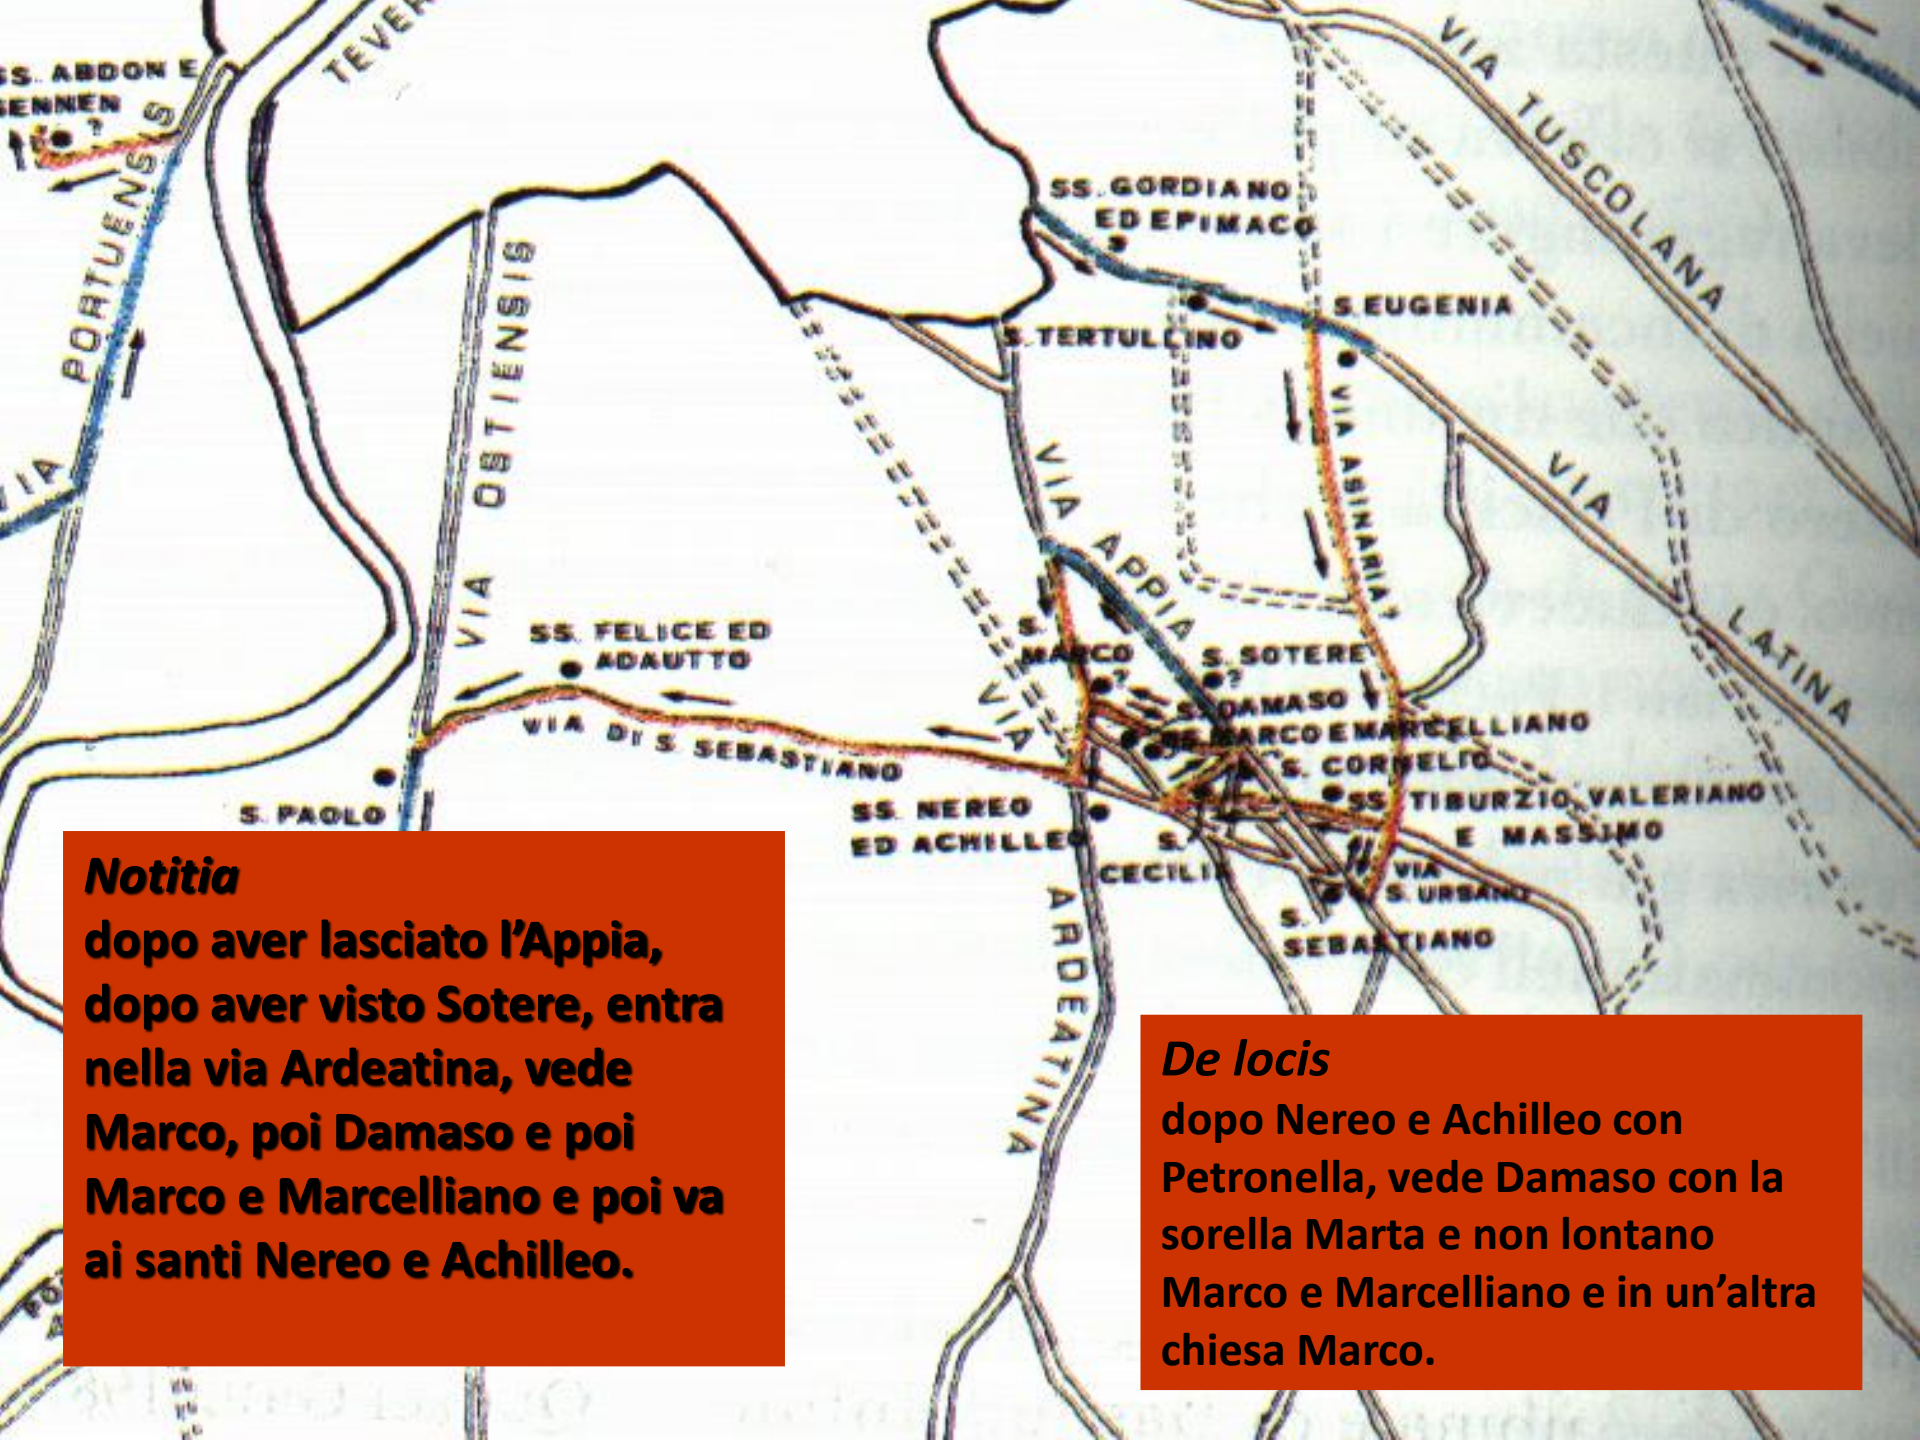 SS. ABDON E
SENNEN
?
TEVER
PORTUENSIS
VIA
VIA OSTIENSIS
VIA TUSCOLANA
SS. GORDIANO
ED EPIMACO
S. EUGENIA
S. TERTULLINO
VIA APPIA
VIA ASINARIA?
VIA LATINA
SS. FELICE ED
ADAUTTO
VIA DI S. SEBASTIANO
S. PAOLO
S.
MARCO
?
S. SOTERE
?
S. DAMASO
SS. MARCO E MARCELLIANO
S. CORNELIO
SS. TIBURZIO, VALERIANO
E MASSIMO
SS. NEREO
ED ACHILLEO
S.
CECILIA
VIA
S. URBANO
S.
SEBASTIANO
VIA ARDEATINA
Notitia
dopo aver lasciato l’Appia,
dopo aver visto Sotere, entra
nella via Ardeatina, vede
Marco, poi Damaso e poi
Marco e Marcelliano e poi va
ai santi Nereo e Achilleo.
De locis
dopo Nereo e Achilleo con
Petronella, vede Damaso con la
sorella Marta e non lontano
Marco e Marcelliano e in un’altra
chiesa Marco.